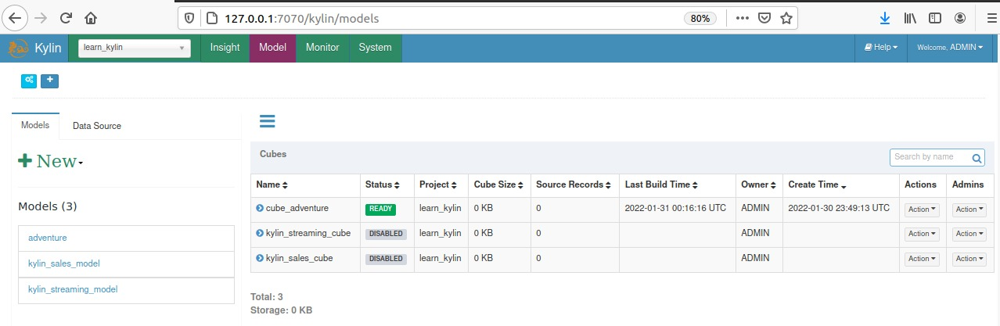 127.0.0.1:7070/kylin/models 80%
Kylin learn_kylin Insight Model Monitor System Help Welcome, ADMIN
Models Data Source
New
Models (3)
adventure
kylin_sales_model
kylin_streaming_model
Cubes Search by name
Name Status Project Cube Size Source Records Last Build Time Owner Create Time Actions Admins
cube_adventure READY learn_kylin 0 KB 0 2022-01-31 00:16:16 UTC ADMIN 2022-01-30 23:49:13 UTC Action Action
kylin_streaming_cube DISABLED learn_kylin 0 KB 0 ADMIN Action Action
kylin_sales_cube DISABLED learn_kylin 0 KB 0 ADMIN Action Action
Total: 3
Storage: 0 KB